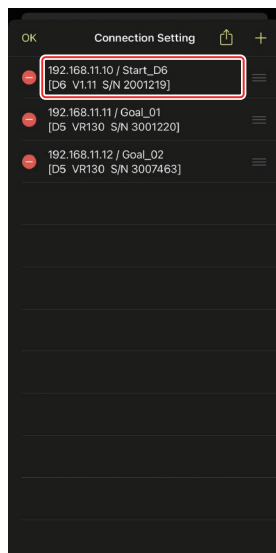 OK Connection Setting
192.168.11.10 / Start_D6
[D6 V1.11 S/N 2001219]
192.168.11.11 / Goal_01
[D5 VR130 S/N 3001220]
192.168.11.12 / Goal_02
[D5 VR130 S/N 3007463]